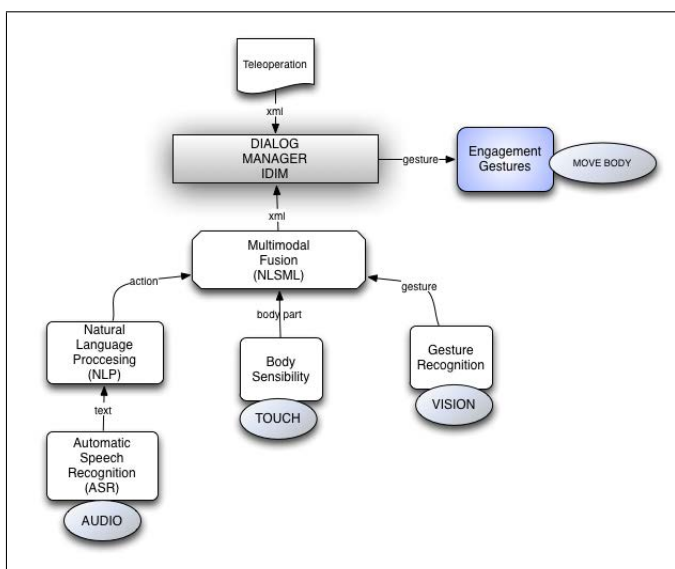 Teleoperation
xml
DIALOG
MANAGER
IDIM
gesture
Engagement
Gestures
MOVE BODY
xml
Multimodal
Fusion
(NLSML)
action
body part
gesture
Natural
Language
Proccesing
(NLP)
Body
Sensibility
Gesture
Recognition
TOUCH
VISION
text
Automatic
Speech
Recognition
(ASR)
AUDIO